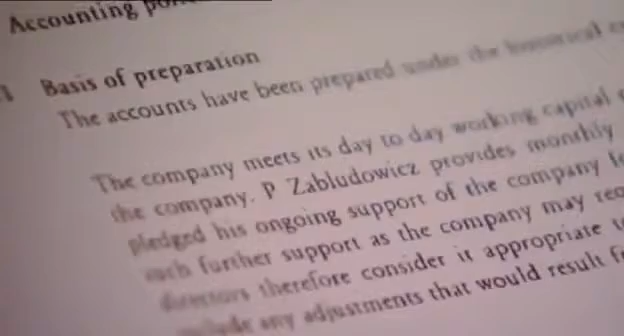 Accounting
Basis of preparation
The accounts have been prepared under the historical
The company meets its day to day working capital
the company. P Zabludowicz provides monthly
pledged his ongoing support of the company
such further support as the company may
directors therefore consider it appropriate
include any adjustments that would result